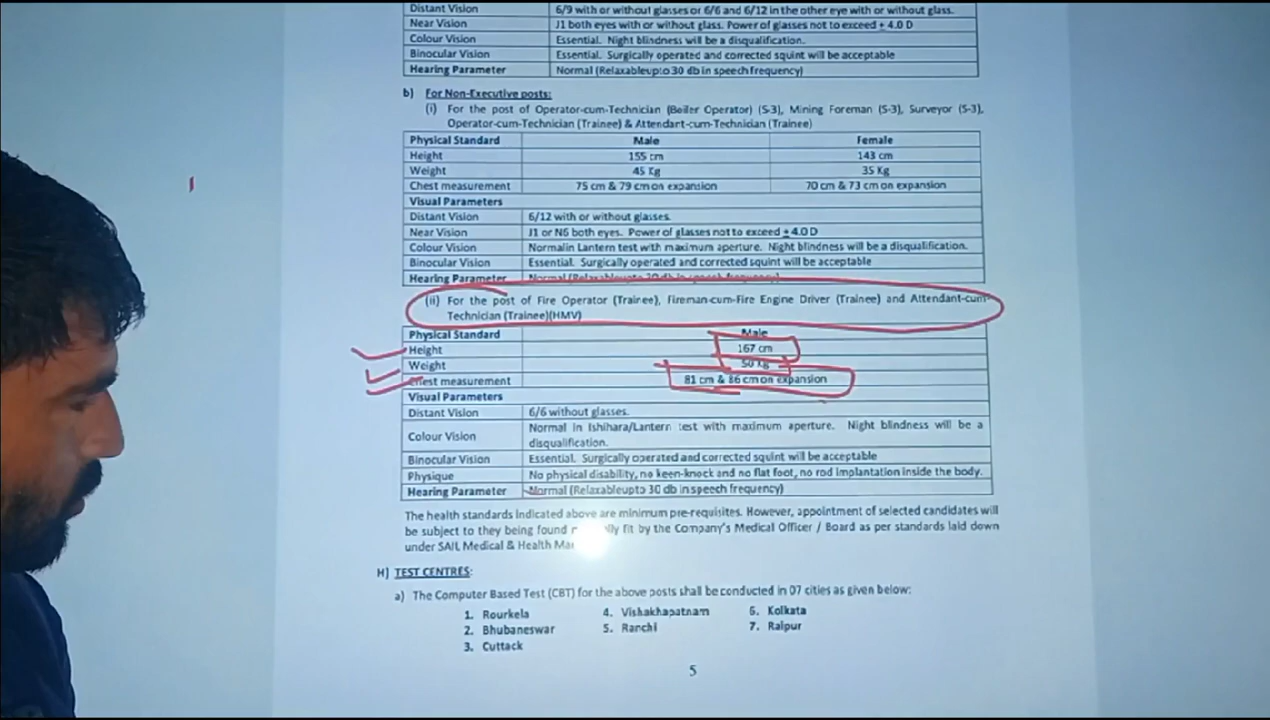 Distant Vision 6/9 with or without glasses or 6/6 and 6/12 in the other eye with or without glass.
Near Vision J1 both eyes with or without glass. Power of glasses not to exceed ± 4.0 D
Colour Vision Essential. Night blindness will be a disqualification.
Binocular Vision Essential. Surgically operated and corrected squint will be acceptable
Hearing Parameter Normal (Relaxableupto 30 db in speech frequency)
b) For Non-Executive posts:
(i) For the post of Operator-cum-Technician (Boiler Operator) (S-3), Mining Foreman (S-3), Surveyor (S-3),
Operator-cum-Technician (Trainee) & Attendant-cum-Technician (Trainee)
Physical Standard Male Female
Height 155 cm 143 cm
Weight 45 Kg 35 Kg
Chest measurement 75 cm & 79 cm on expansion 70 cm & 73 cm on expansion
Visual Parameters
Distant Vision 6/12 with or without glasses.
Near Vision J1 or N6 both eyes. Power of glasses not to exceed ± 4.0 D
Colour Vision Normal in Lantern test with maximum aperture. Night blindness will be a disqualification.
Binocular Vision Essential. Surgically operated and corrected squint will be acceptable
Hearing Parameter Normal (Relaxableupto 30 db in speech frequency)
(ii) For the post of Fire Operator (Trainee), Fireman-cum-Fire Engine Driver (Trainee) and Attendant-cum-
Technician (Trainee)(HMV)
Physical Standard Male
Height 167 cm
Weight 50 Kg
Chest measurement 81 cm & 86 cm on expansion
Visual Parameters
Distant Vision 6/6 without glasses.
Colour Vision Normal in Ishihara/Lantern test with maximum aperture. Night blindness will be a
disqualification.
Binocular Vision Essential. Surgically operated and corrected squint will be acceptable
Physique No physical disability, no keen-knock and no flat foot, no rod implantation inside the body.
Hearing Parameter Normal (Relaxableupto 30 db in speech frequency)
The health standards indicated above are minimum pre-requisites. However, appointment of selected candidates will
be subject to they being found fit by the Company's Medical Officer / Board as per standards laid down
under SAIL Medical & Health
H) TEST CENTRES:
a) The Computer Based Test (CBT) for the above posts shall be conducted in 07 cities as given below:
1. Rourkela 4. Vishakhapatnam 6. Kolkata
2. Bhubaneswar 5. Ranchi 7. Raipur
3. Cuttack
5